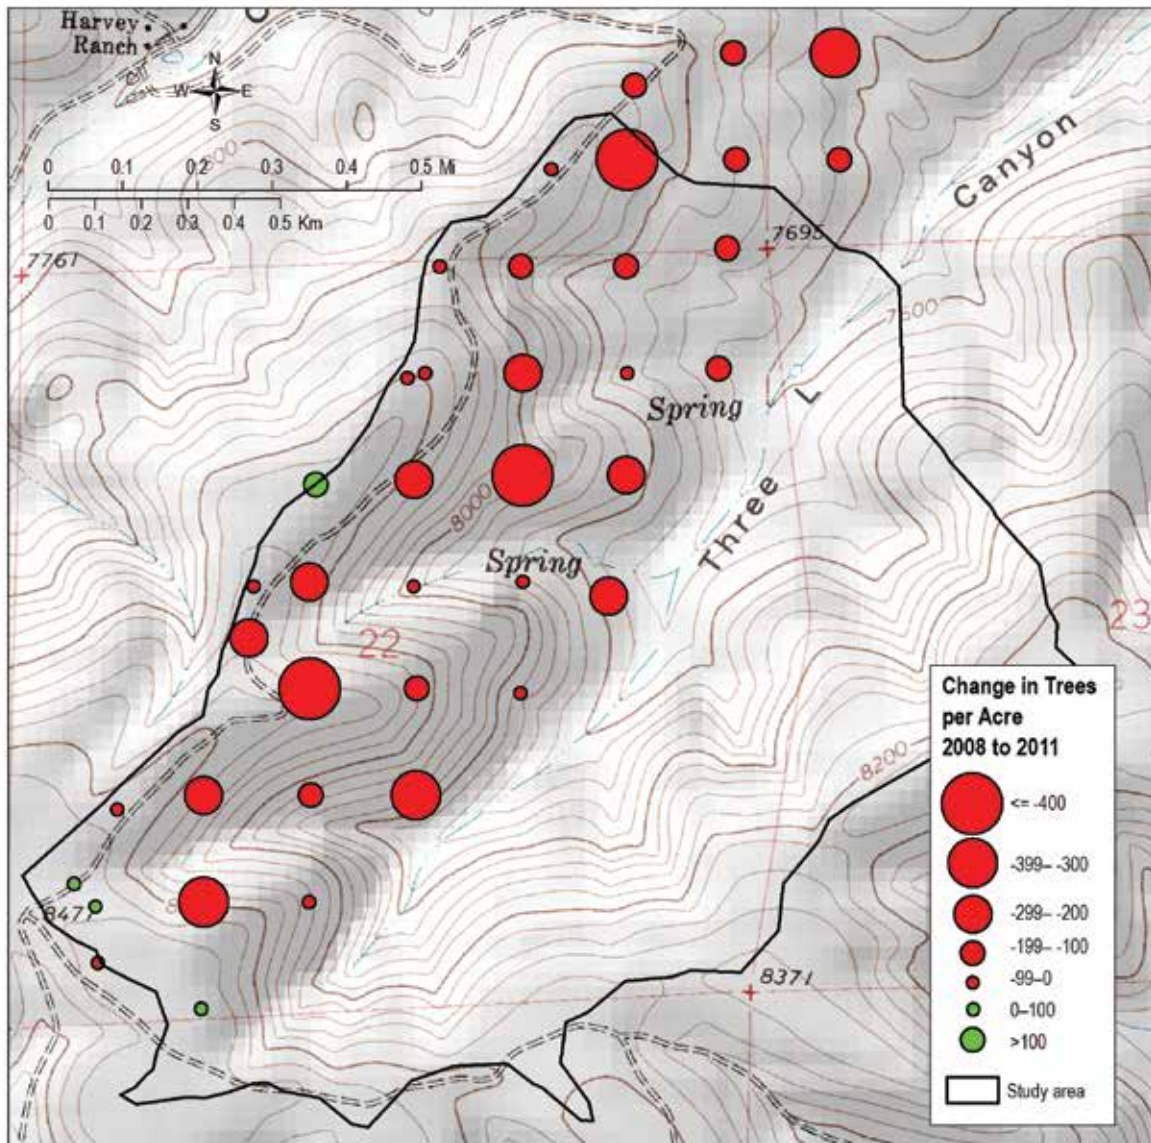 Harvey
Ranch
N
W E
S
0 0.1 0.2 0.3 0.4 0.5 Mi
0 0.1 0.2 0.3 0.4 0.5 Km
Canyon
7695
7761
7600
L
Spring
8000
Three
Spring
22
23
8200
8471
8371
Change in Trees
per Acre
2008 to 2011
<= -400
-399– -300
-299– -200
-199– -100
-99–0
0–100
>100
Study area